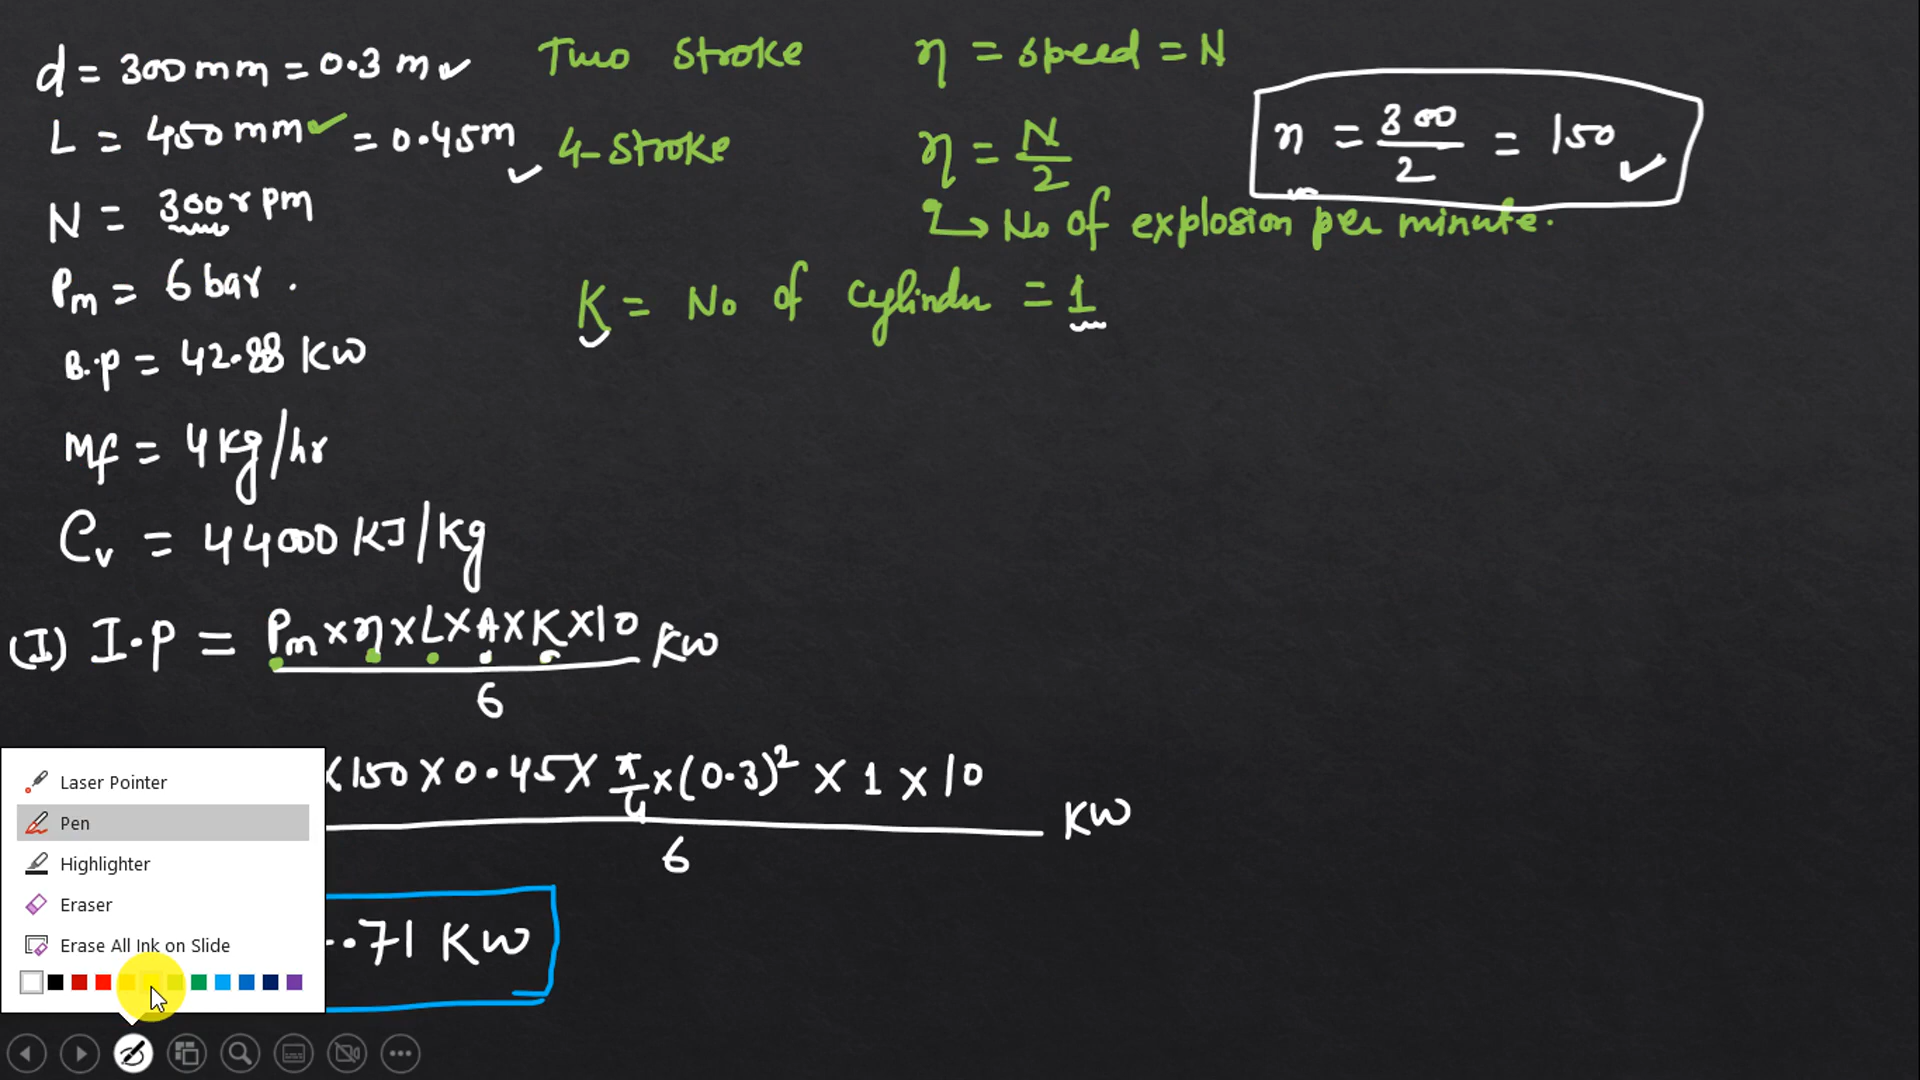 d = 300 mm = 0.3 m
L = 450 mm = 0.45m
N = 300 r pm
Pm = 6 bar .
B.p = 42.88 KW
Mf = 4 Kg/hr
Cv = 44000 KJ/Kg
Two stroke η = speed = N
4-stroke η = N/2
No of explosion per minute.
n = 300/2 = 150
K = No of cylinder = 1
(I) I.P = Pm × η × L × A × K × 10 / 6 KW
×150 × 0.45 × π/4 × (0.3)² × 1 × 10 / 6 KW
.71 KW
Laser Pointer
Pen
Highlighter
Eraser
Erase All Ink on Slide